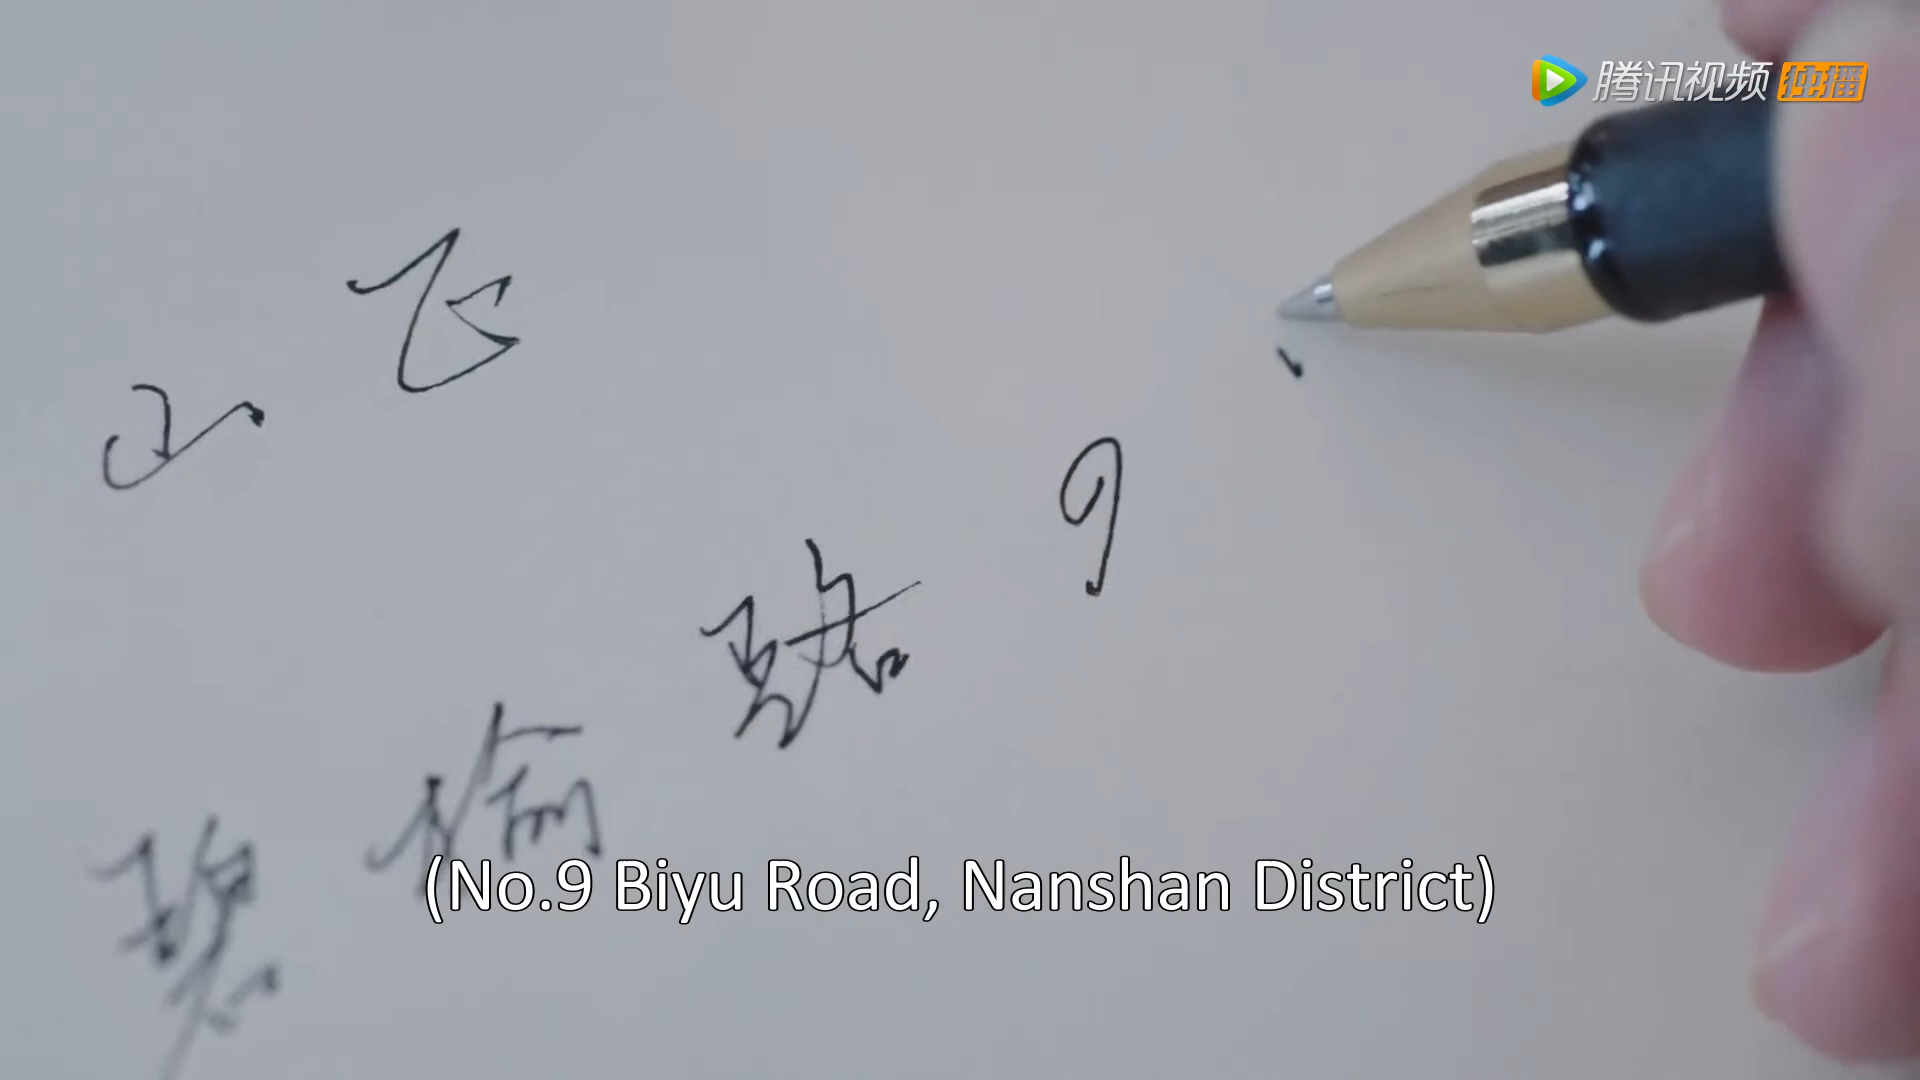 腾讯视频 独播
山区
碧榆路9
(No.9 Biyu Road, Nanshan District)